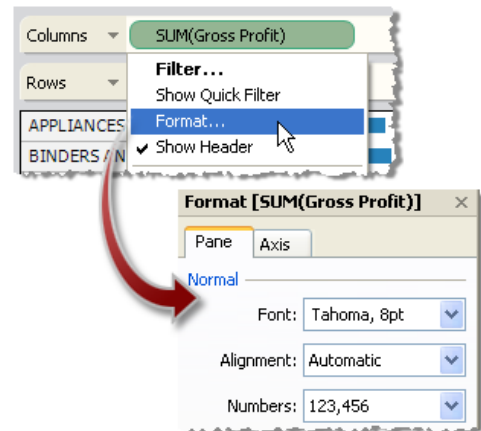 Columns SUM(Gross Profit)
Filter...
Rows
Show Quick Filter
APPLIANCES
Format...
BINDERS AN
Show Header
Format [SUM(Gross Profit)]
Pane Axis
Normal
Font: Tahoma, 8pt
Alignment: Automatic
Numbers: 123,456